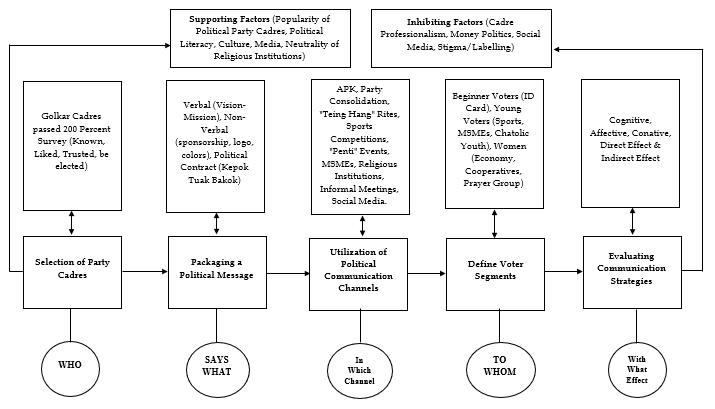 Supporting Factors (Popularity of
Political Party Cadres, Political
Literacy, Culture, Media, Neutrality of
Religious Institutions)
Inhibiting Factors (Cadre
Professionalism, Money Politics, Social
Media, Stigma/Labelling)
Golkar Cadres
passed 200 Percent
Survey (Known,
Liked, Trusted, be
elected)
Verbal (Vision-
Mission), Non-
Verbal
(sponsorship, logo,
colors), Political
Contract (Kepok
Tuak Bakok)
APK, Party
Consolidation,
"Teing Hang" Rites,
Sports
Competitions,
"Penti" Events,
MSMEs, Religious
Institutions,
Informal Meetings,
Social Media.
Beginner Voters (ID
Card), Young
Voters (Sports,
MSMEs, Chatolic
Youth), Women
(Economy,
Cooperatives,
Prayer Group)
Cognitive,
Affective, Conative,
Direct Effect &
Indirect Effect
Selection of Party
Cadres
Packaging a
Political Message
Utilization of
Political
Communication
Channels
Define Voter
Segments
Evaluating
Communication
Strategies
WHO
SAYS
WHAT
In
Which
Channel
TO
WHOM
With
What
Effect